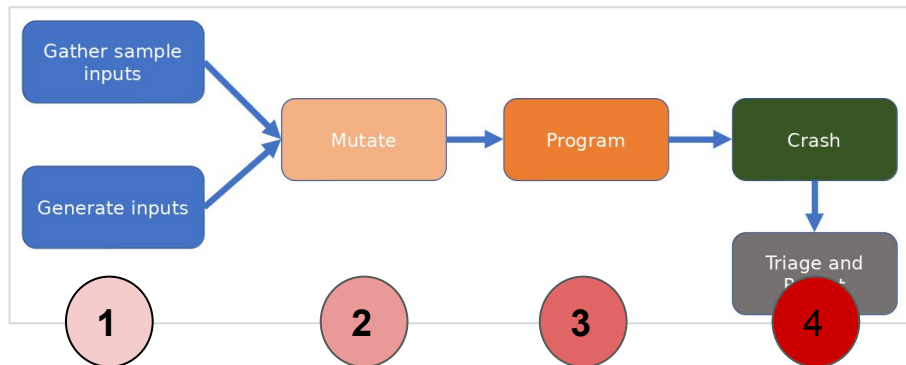 Gather sample
inputs
Generate inputs
Mutate
Program
Crash
Triage and
1
2
3
4